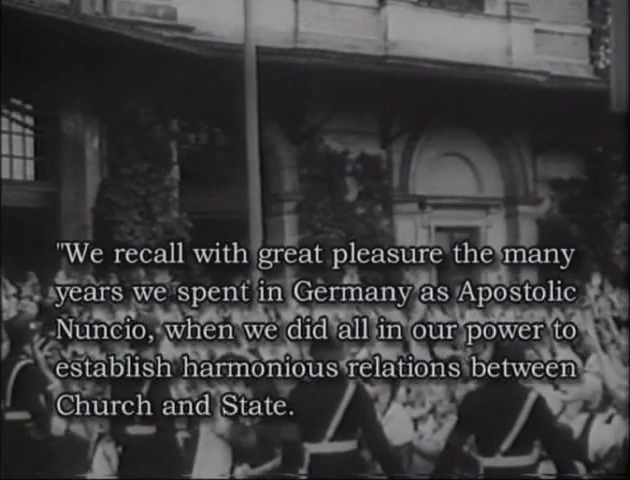 "We recall with great pleasure the many
years we spent in Germany as Apostolic
Nuncio, when we did all in our power to
establish harmonious relations between
Church and State.